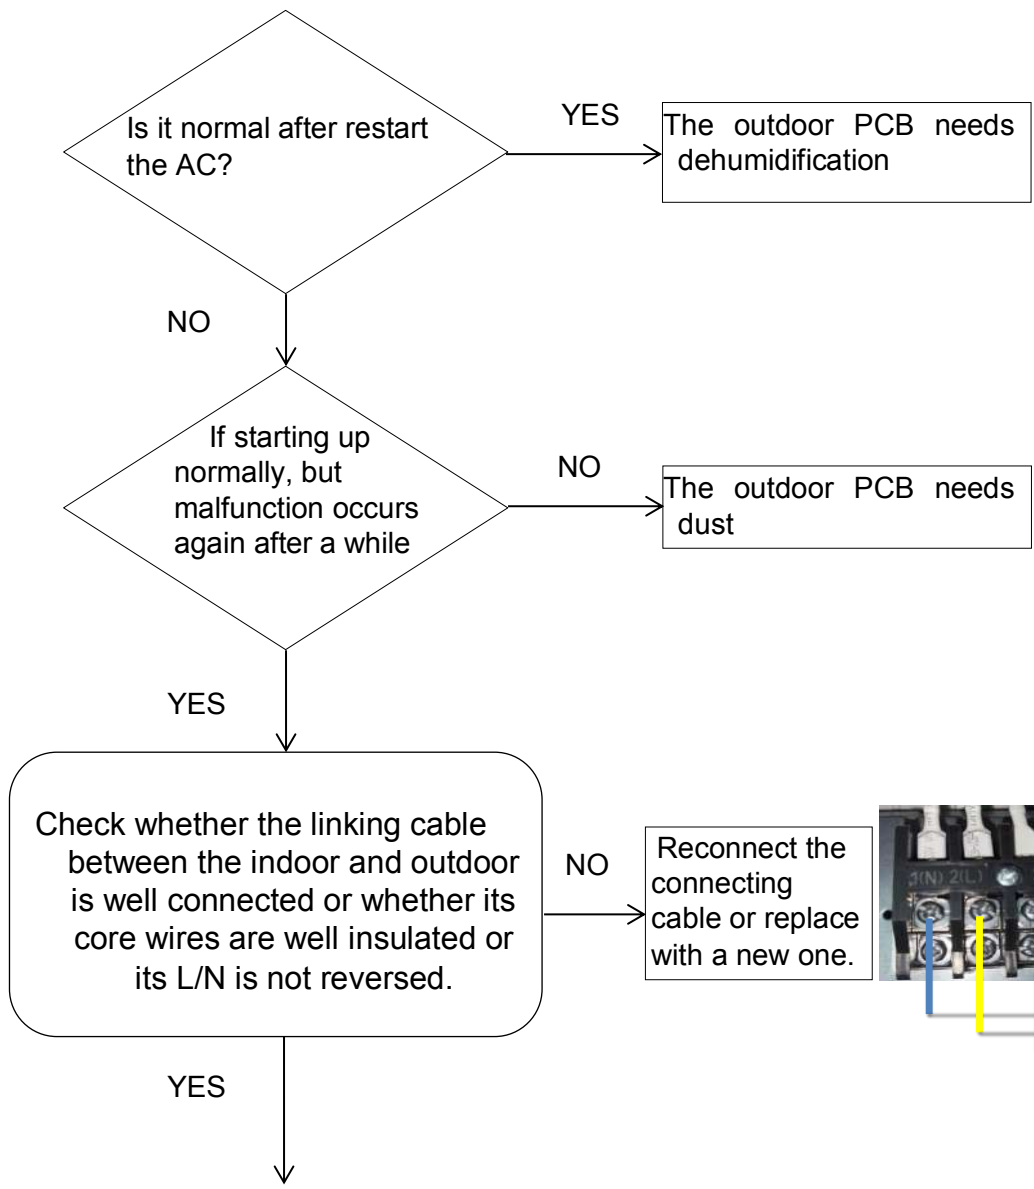 Is it normal after restart
the AC?
YES
The outdoor PCB needs
dehumidification
NO
If starting up
normally, but
malfunction occurs
again after a while
NO
The outdoor PCB needs
dust
YES
Check whether the linking cable
between the indoor and outdoor
is well connected or whether its
core wires are well insulated or
its L/N is not reversed.
NO
Reconnect the
connecting
cable or replace
with a new one.
1(N) 2(L)
YES